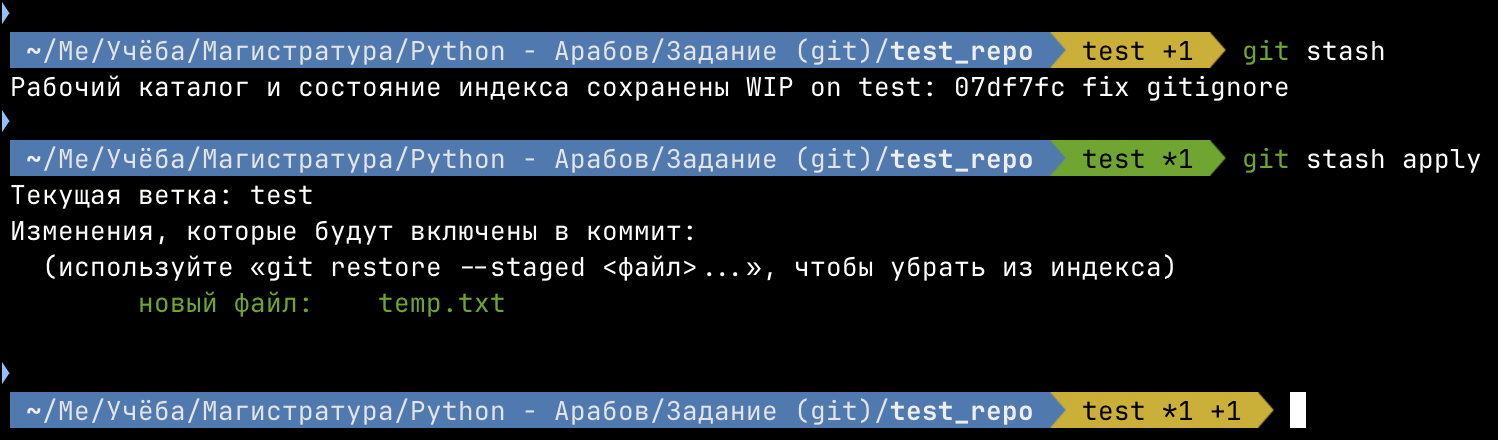 ~/Me/Учёба/Магистратура/Python - Арабов/Задание (git)/test_repo test +1 git stash
Рабочий каталог и состояние индекса сохранены WIP on test: 07df7fc fix gitignore
~/Me/Учёба/Магистратура/Python - Арабов/Задание (git)/test_repo test *1 git stash apply
Текущая ветка: test
Изменения, которые будут включены в коммит:
(используйте «git restore --staged <файл>...», чтобы убрать из индекса)
новый файл: temp.txt
~/Me/Учёба/Магистратура/Python - Арабов/Задание (git)/test_repo test *1 +1